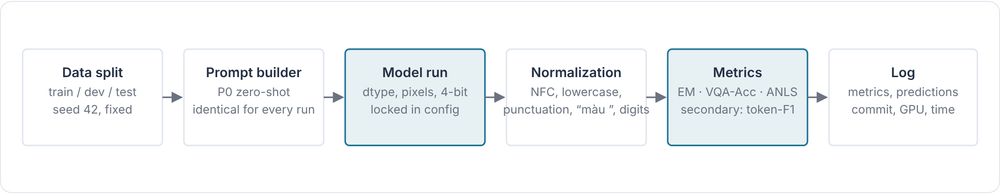 Data split
train / dev / test
seed 42, fixed
Prompt builder
P0 zero-shot
identical for every run
Model run
dtype, pixels, 4-bit
locked in config
Normalization
NFC, lowercase,
punctuation, “màu ”, digits
Metrics
EM · VQA-Acc · ANLS
secondary: token-F1
Log
metrics, predictions
commit, GPU, time